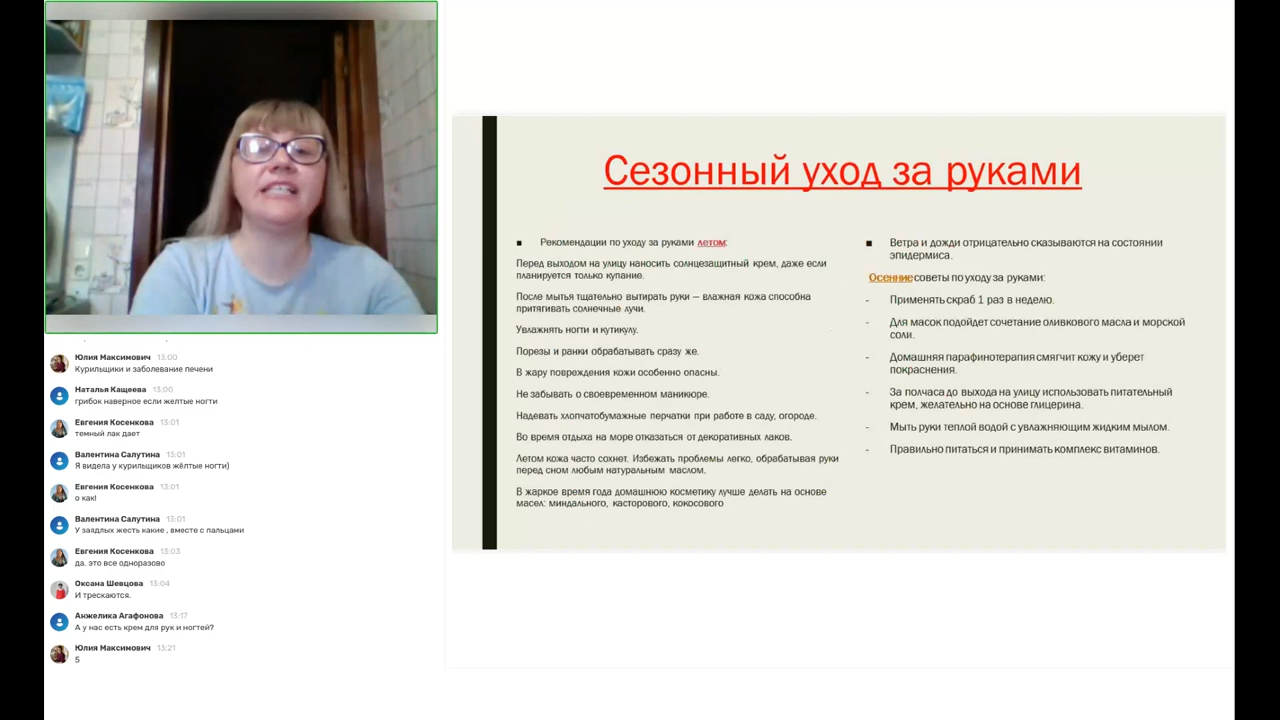 Юлия Максимович 13:00
Курильщики и заболевание печени
Наталья Кащеева 13:00
грибок наверное если желтые ногти
Евгения Косенкова 13:01
темный лак дает
Валентина Салутина 13:01
Я видела у курильщиков жёлтые ногти)
Евгения Косенкова 13:01
о как!
Валентина Салутина 13:01
У заядлых жесть какие , вместе с пальцами
Евгения Косенкова 13:03
да. это все одноразово
Оксана Шевцова 13:04
И трескаются.
Анжелика Агафонова 13:17
А у нас есть крем для рук и ногтей?
Юлия Максимович 13:21
5
Сезонный уход за руками
▪ Рекомендации по уходу за руками летом:
Перед выходом на улицу наносить солнцезащитный крем, даже если
планируется только купание.
После мытья тщательно вытирать руки – влажная кожа способна
притягивать солнечные лучи.
Увлажнять ногти и кутикулу.
Порезы и ранки обрабатывать сразу же.
В жару повреждения кожи особенно опасны.
Не забывать о своевременном маникюре.
Надевать хлопчатобумажные перчатки при работе в саду, огороде.
Во время отдыха на море отказаться от декоративных лаков.
Летом кожа часто сохнет. Избежать проблемы легко, обрабатывая руки
перед сном любым натуральным маслом.
В жаркое время года домашнюю косметику лучше делать на основе
масел: миндального, касторового, кокосового
▪ Ветра и дожди отрицательно сказываются на состоянии
эпидермиса.
Осенние советы по уходу за руками:
- Применять скраб 1 раз в неделю.
- Для масок подойдет сочетание оливкового масла и морской
соли.
- Домашняя парафинотерапия смягчит кожу и уберет
покраснения.
- За полчаса до выхода на улицу использовать питательный
крем, желательно на основе глицерина.
- Мыть руки теплой водой с увлажняющим жидким мылом.
- Правильно питаться и принимать комплекс витаминов.